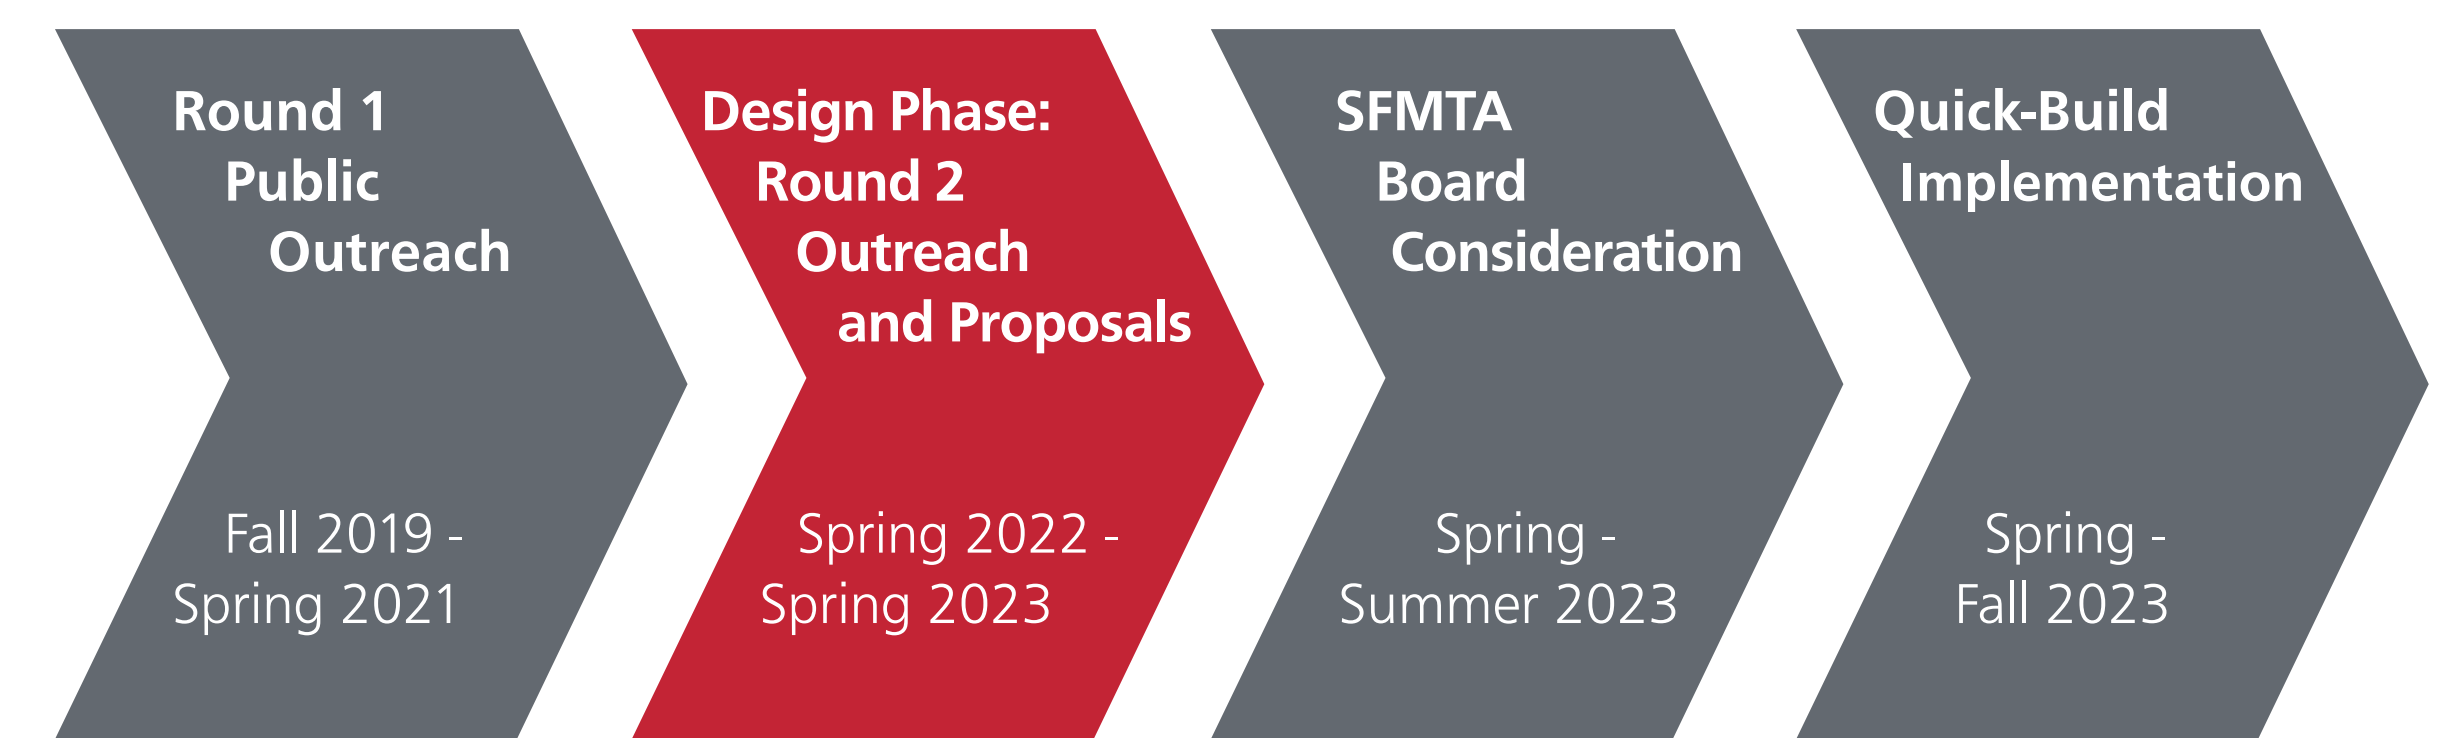 Round 1
Public
Outreach
Fall 2019 -
Spring 2021
Design Phase:
Round 2
Outreach
and Proposals
Spring 2022 -
Spring 2023
SFMTA
Board
Consideration
Spring -
Summer 2023
Quick-Build
Implementation
Spring -
Fall 2023